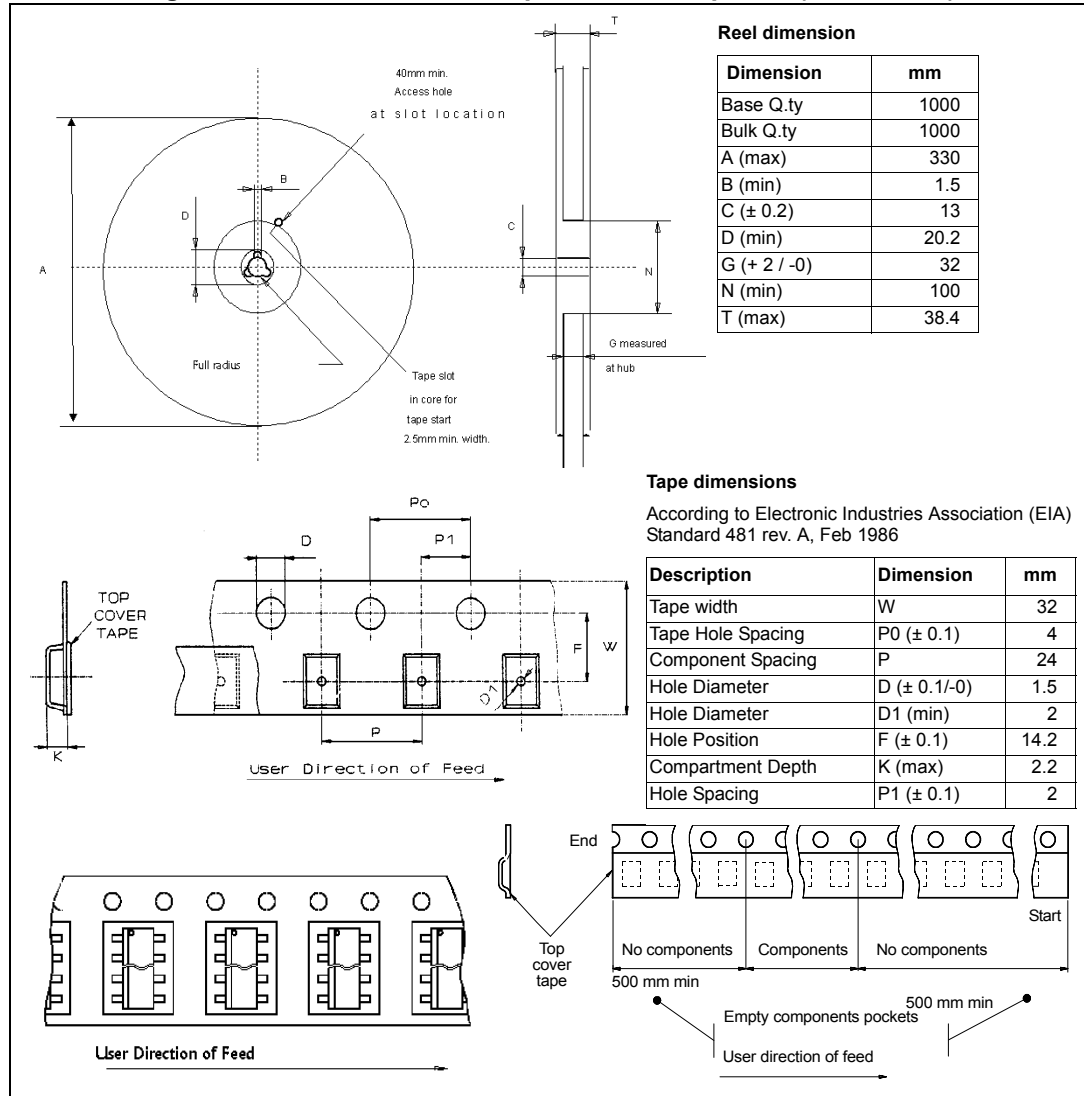 T
40mm min.
Access hole
at slot location
B
D
C
A
N
G measured
at hub
Full radius
Tape slot
in core for
tape start
2.5mm min. width.
Reel dimension
Dimension mm
Base Q.ty 1000
Bulk Q.ty 1000
A (max) 330
B (min) 1.5
C (± 0.2) 13
D (min) 20.2
G (+ 2 / -0) 32
N (min) 100
T (max) 38.4
Tape dimensions
According to Electronic Industries Association (EIA)
Standard 481 rev. A, Feb 1986
Description Dimension mm
Tape width W 32
Tape Hole Spacing P0 (± 0.1) 4
Component Spacing P 24
Hole Diameter D (± 0.1/-0) 1.5
Hole Diameter D1 (min) 2
Hole Position F (± 0.1) 14.2
Compartment Depth K (max) 2.2
Hole Spacing P1 (± 0.1) 2
Po
D
P1
TOP
COVER
TAPE
F
W
D1
P
K
User Direction of Feed
End
Start
Top
cover
tape
No components
Components
No components
500 mm min
500 mm min
Empty components pockets
User direction of feed
User Direction of Feed